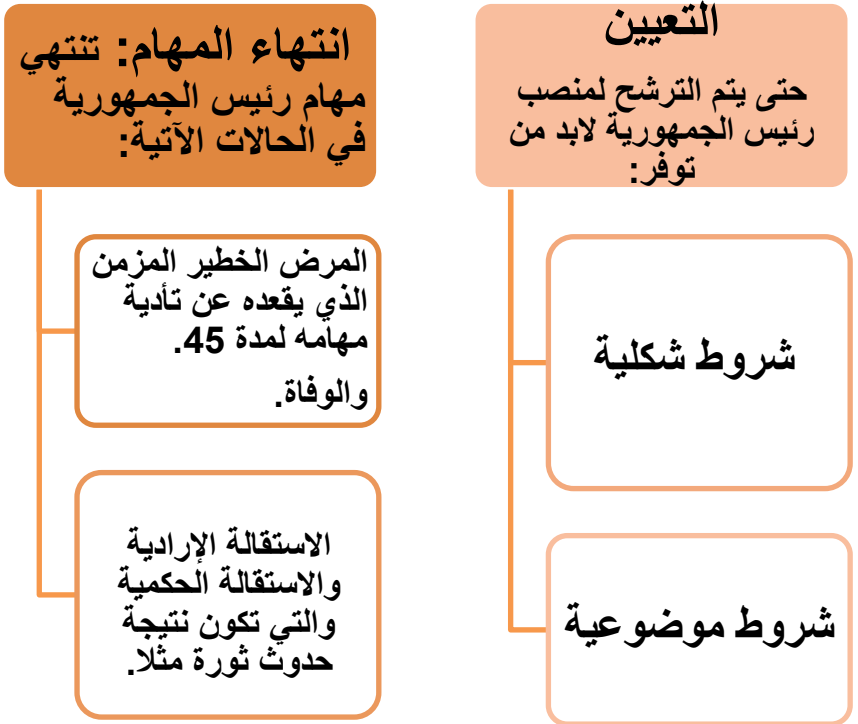 التعيين
حتى يتم الترشح لمنصب
رئيس الجمهورية لابد من
توفر:
شروط شكلية
شروط موضوعية
انتهاء المهام: تنتهي
مهام رئيس الجمهورية
في الحالات الآتية:
المرض الخطير المزمن
الذي يقعده عن تأدية
مهامه لمدة 45.
والوفاة.
الاستقالة الإرادية
والاستقالة الحكمية
والتي تكون نتيجة
حدوث ثورة مثلا.